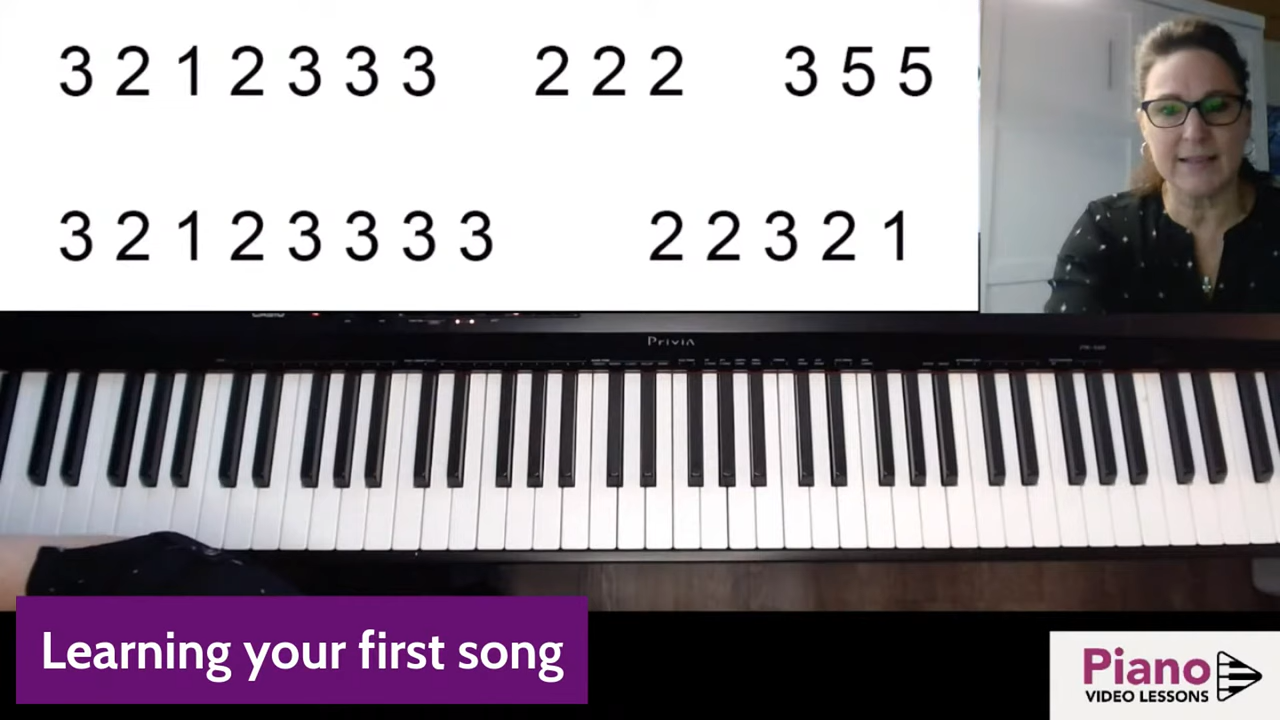 3 2 1 2 3 3 3 2 2 2 3 5 5
3 2 1 2 3 3 3 3 2 2 3 2 1
Privia
Learning your first song
Piano
VIDEO LESSONS